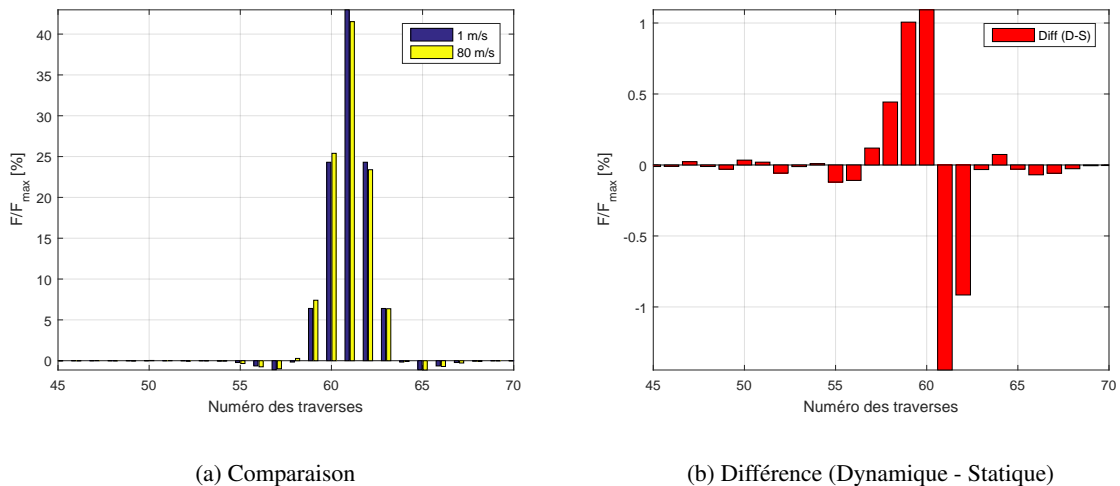 40
35
30
25
20
15
10
5
0
45
50
55
60
65
70
F/F_max [%]
Numéro des traverses
1 m/s
80 m/s
(a) Comparaison
1
0.5
0
-0.5
-1
45
50
55
60
65
70
F/F_max [%]
Numéro des traverses
Diff (D-S)
(b) Différence (Dynamique - Statique)